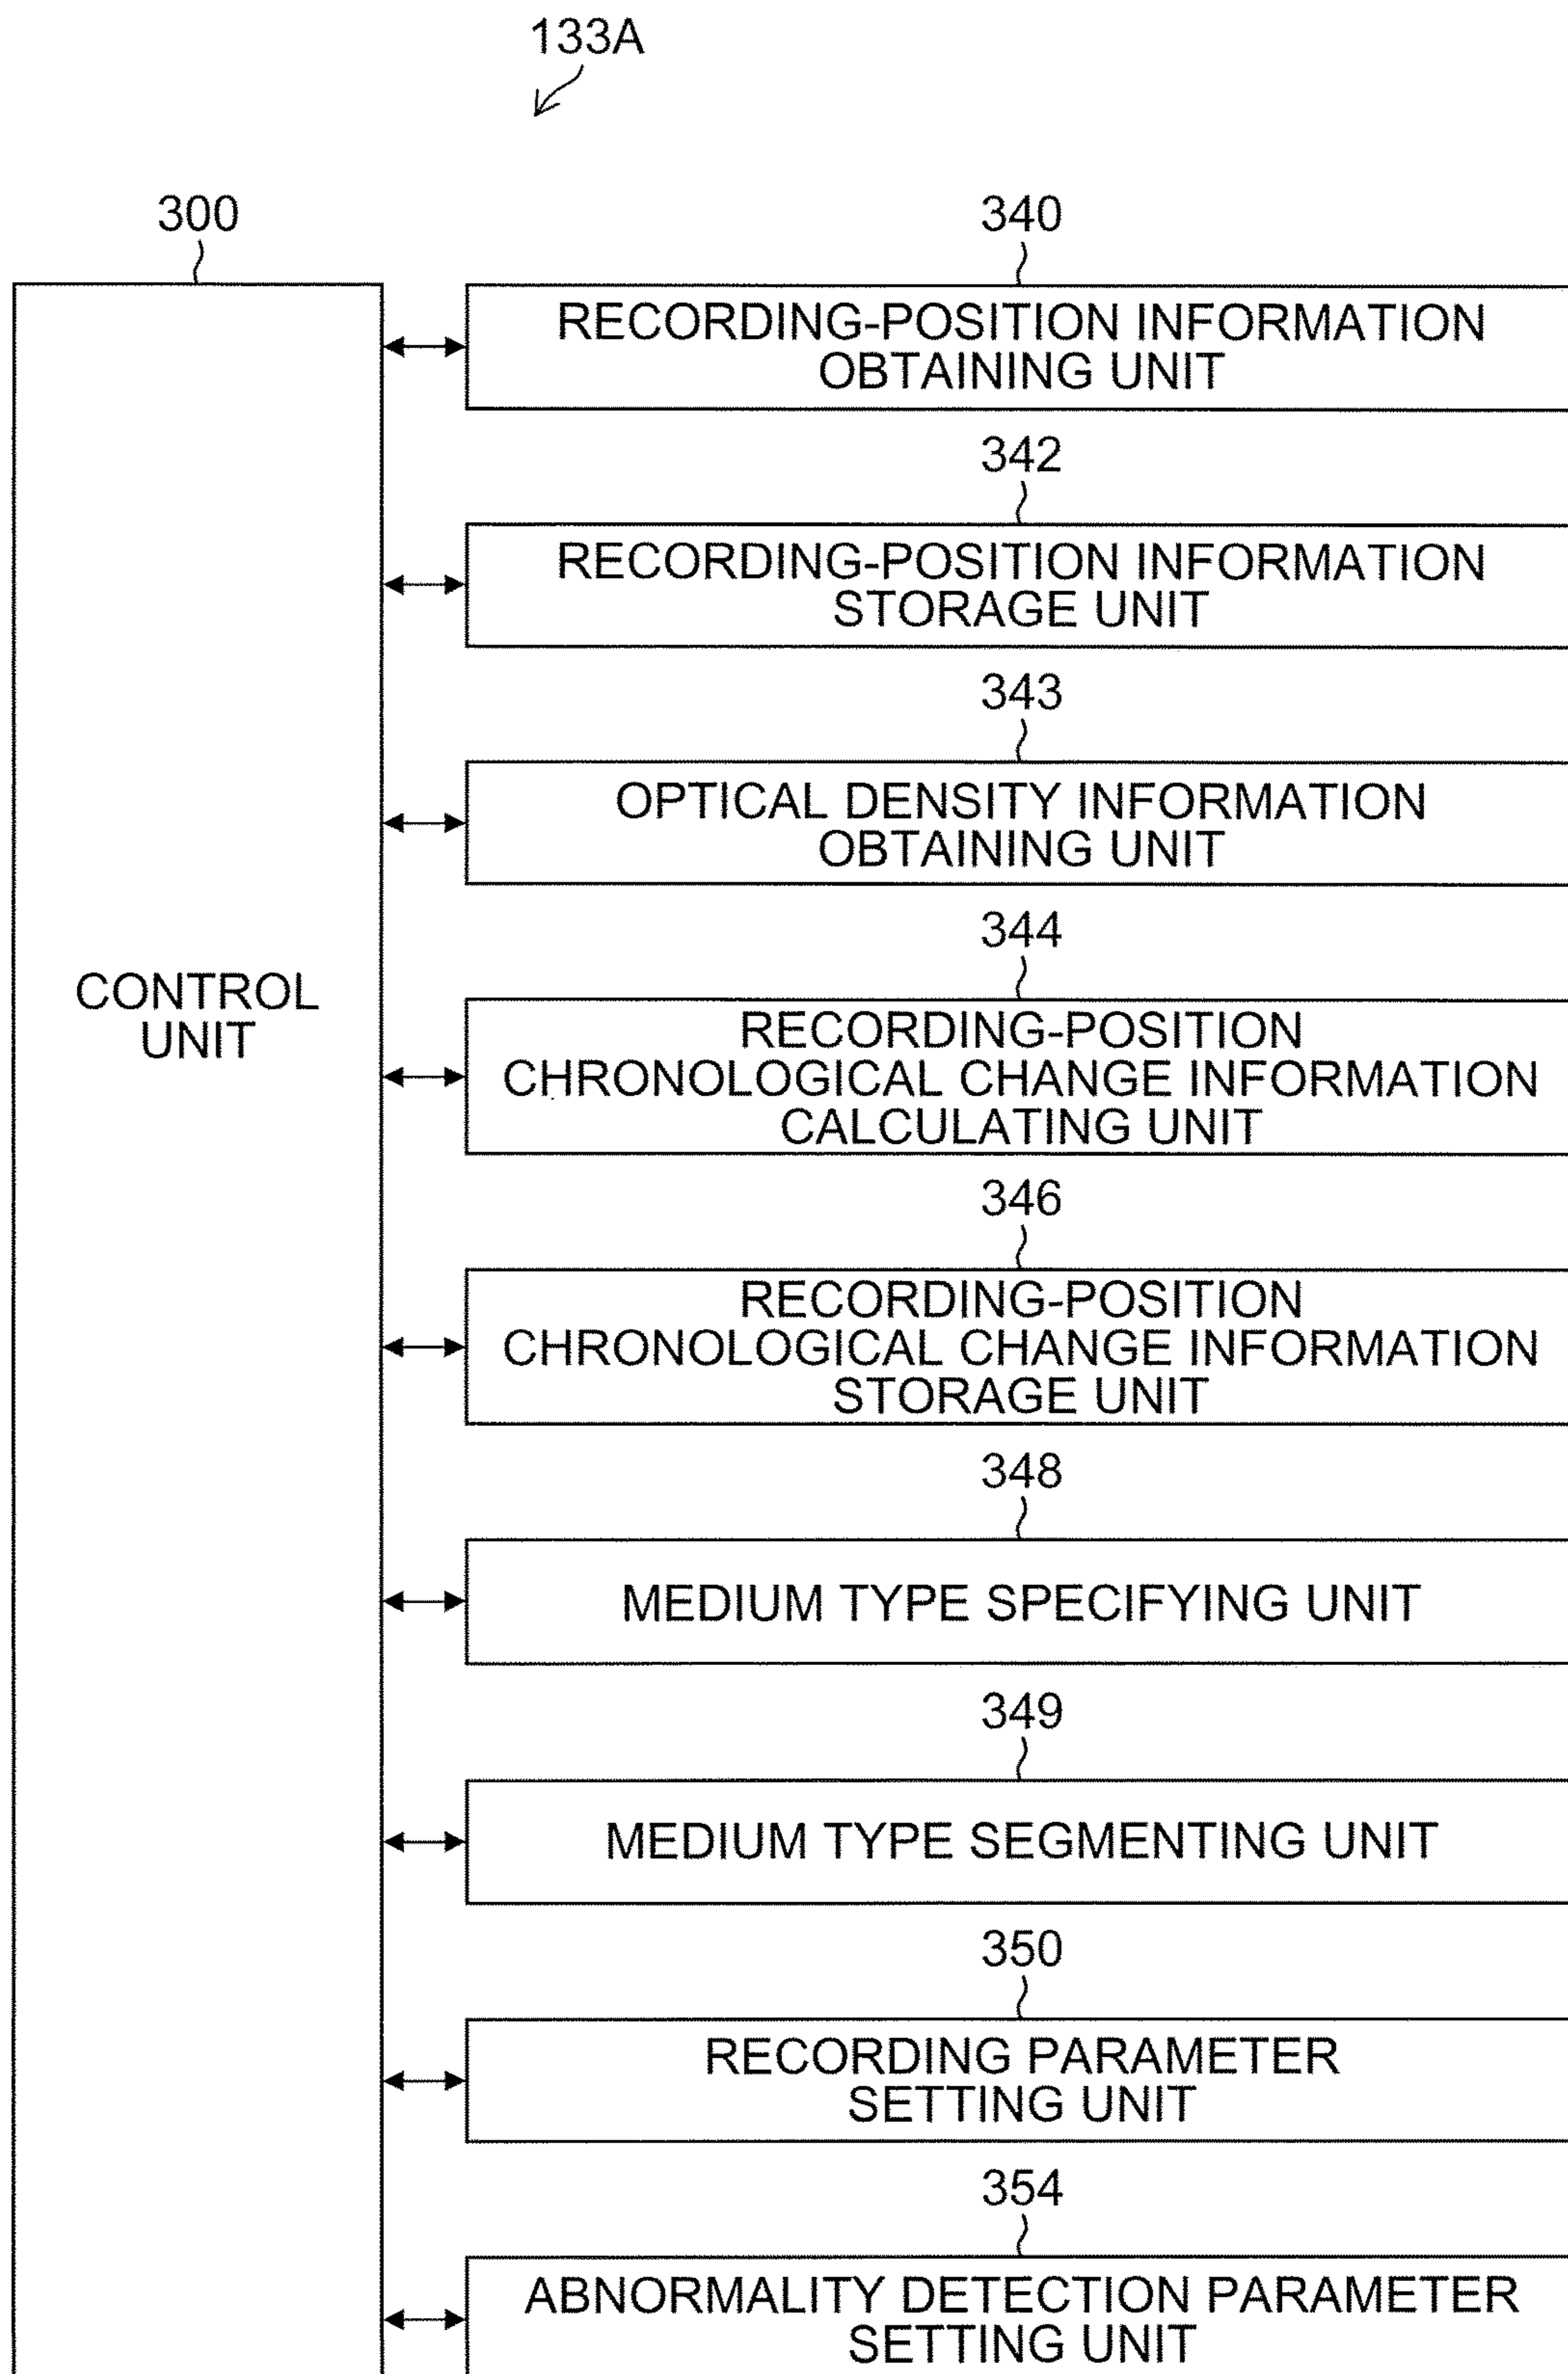 133A
300
CONTROL
UNIT
340
RECORDING-POSITION INFORMATION
OBTAINING UNIT
342
RECORDING-POSITION INFORMATION
STORAGE UNIT
343
OPTICAL DENSITY INFORMATION
OBTAINING UNIT
344
RECORDING-POSITION
CHRONOLOGICAL CHANGE INFORMATION
CALCULATING UNIT
346
RECORDING-POSITION
CHRONOLOGICAL CHANGE INFORMATION
STORAGE UNIT
348
MEDIUM TYPE SPECIFYING UNIT
349
MEDIUM TYPE SEGMENTING UNIT
350
RECORDING PARAMETER
SETTING UNIT
354
ABNORMALITY DETECTION PARAMETER
SETTING UNIT